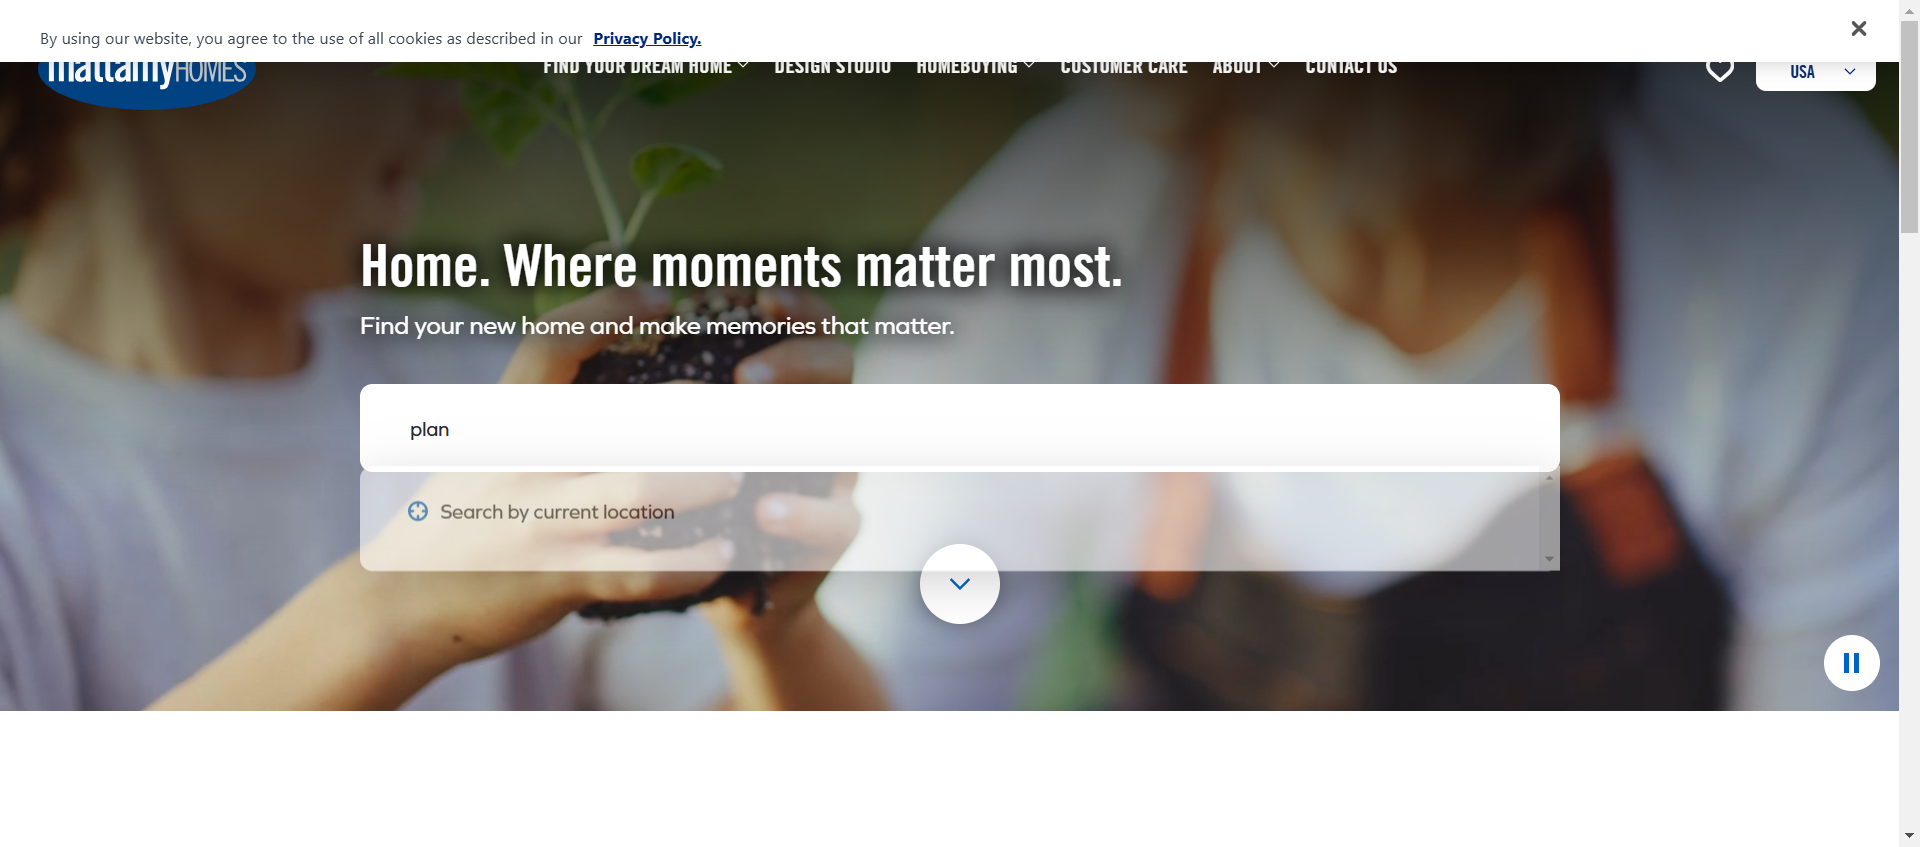 By using our website, you agree to the use of all cookies as described in our Privacy Policy.
mattamyHOMES
FIND YOUR DREAM HOME
DESIGN STUDIO
HOMEBUYING
CUSTOMER CARE
ABOUT
CONTACT US
USA
Home. Where moments matter most.
Find your new home and make memories that matter.
plan
Search by current location